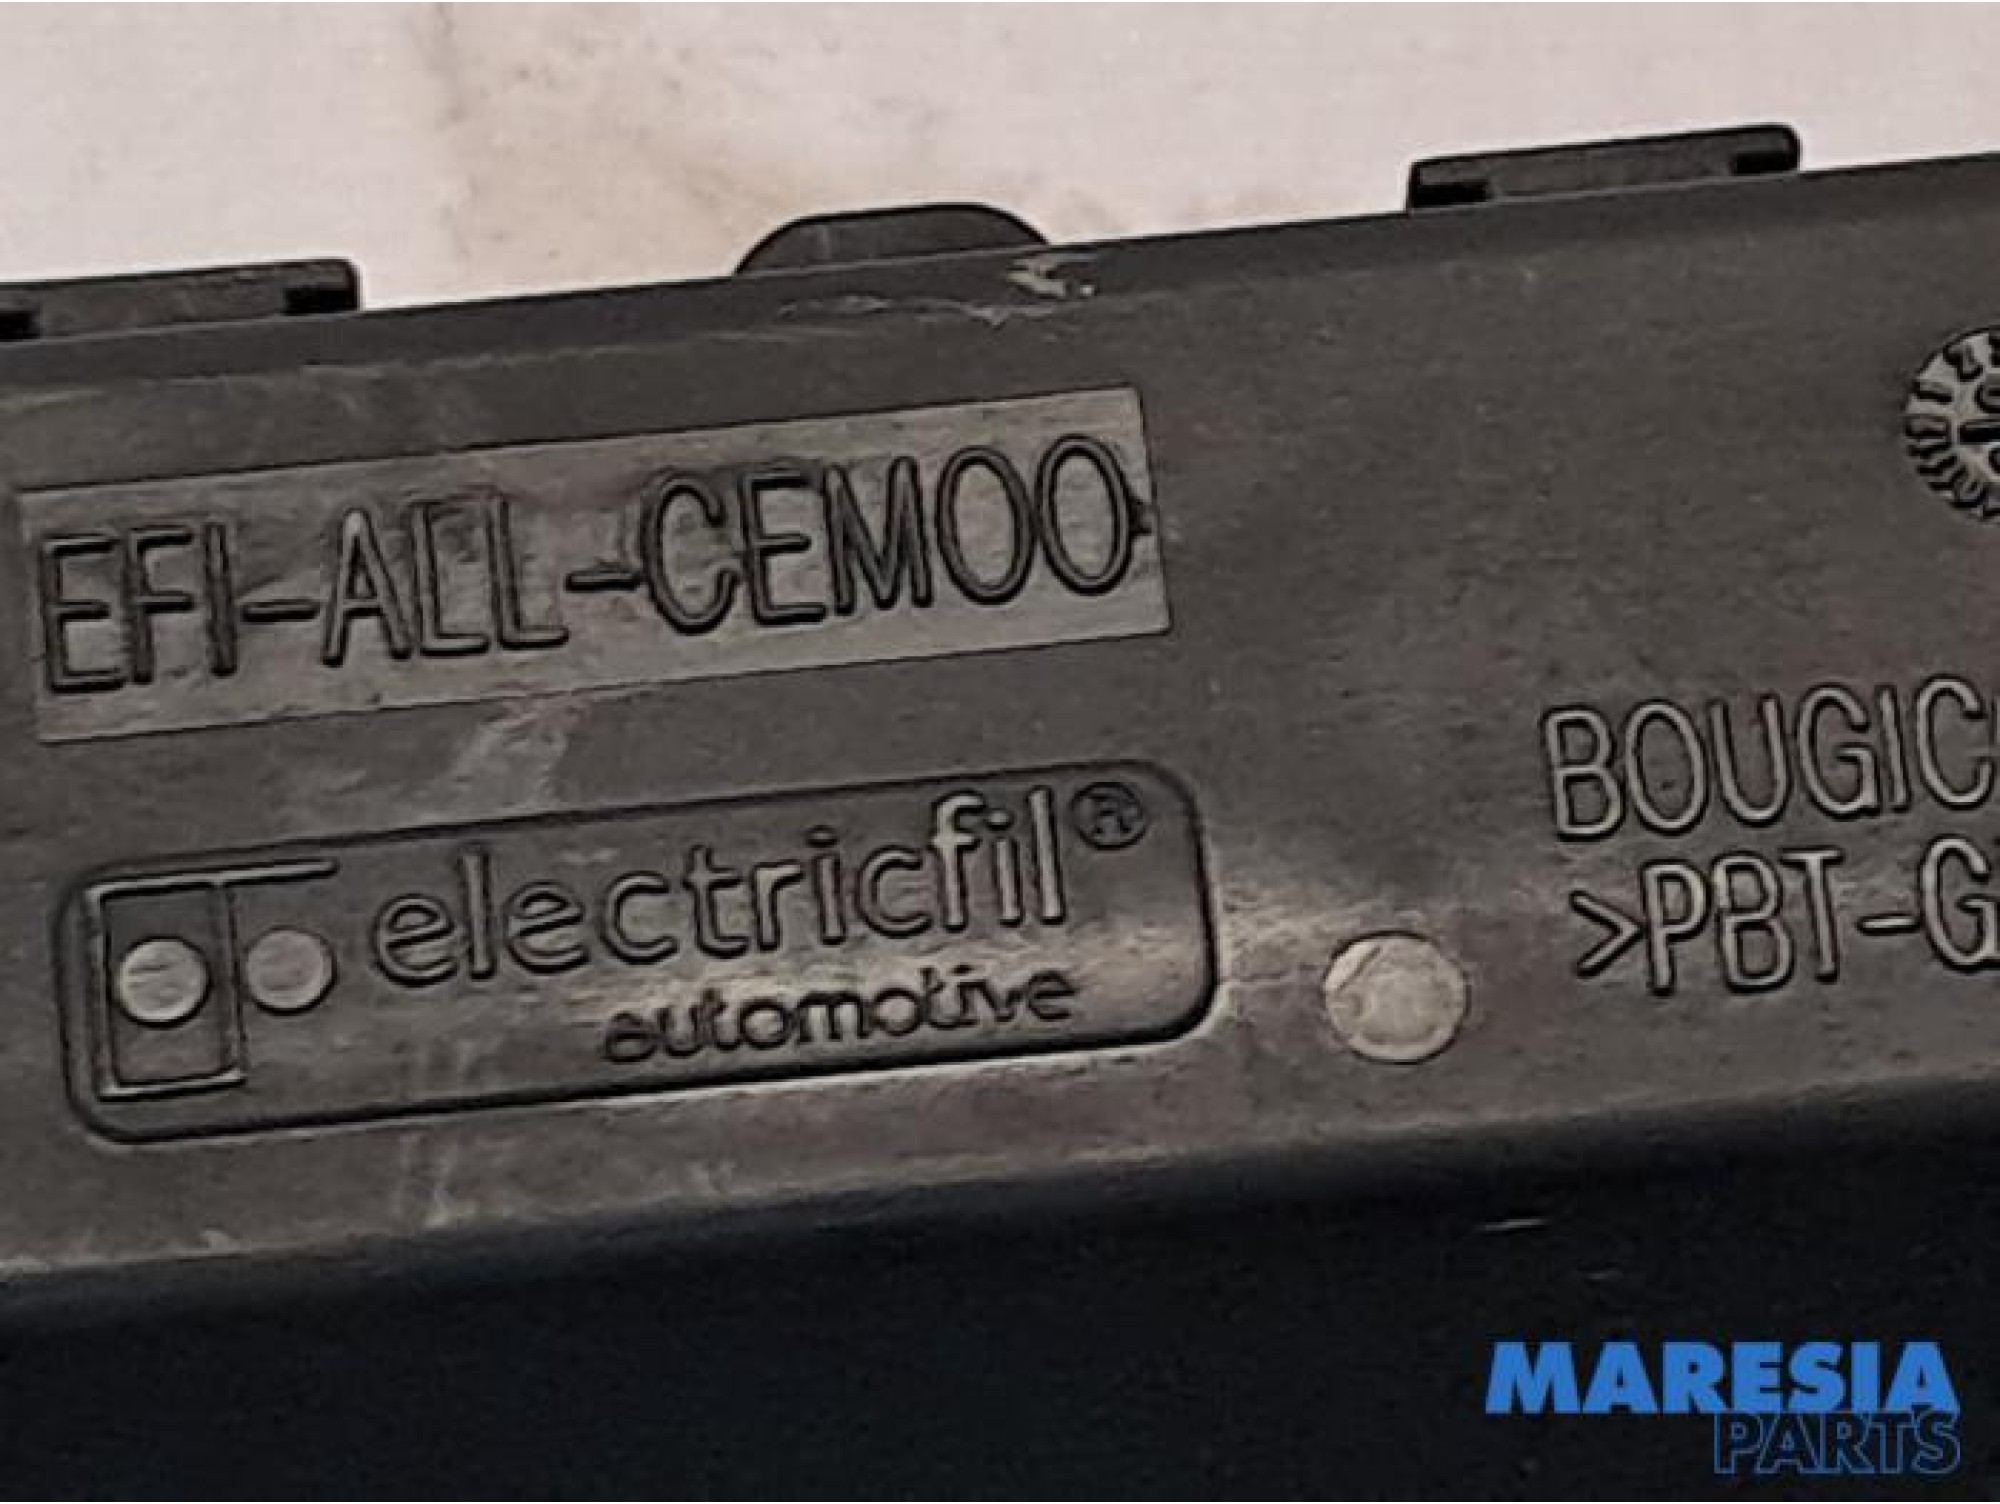 EFI-ALL-CEM00
electricfil®
automotive
BOUGIC
>PBT-G
MARESIA
PARTS